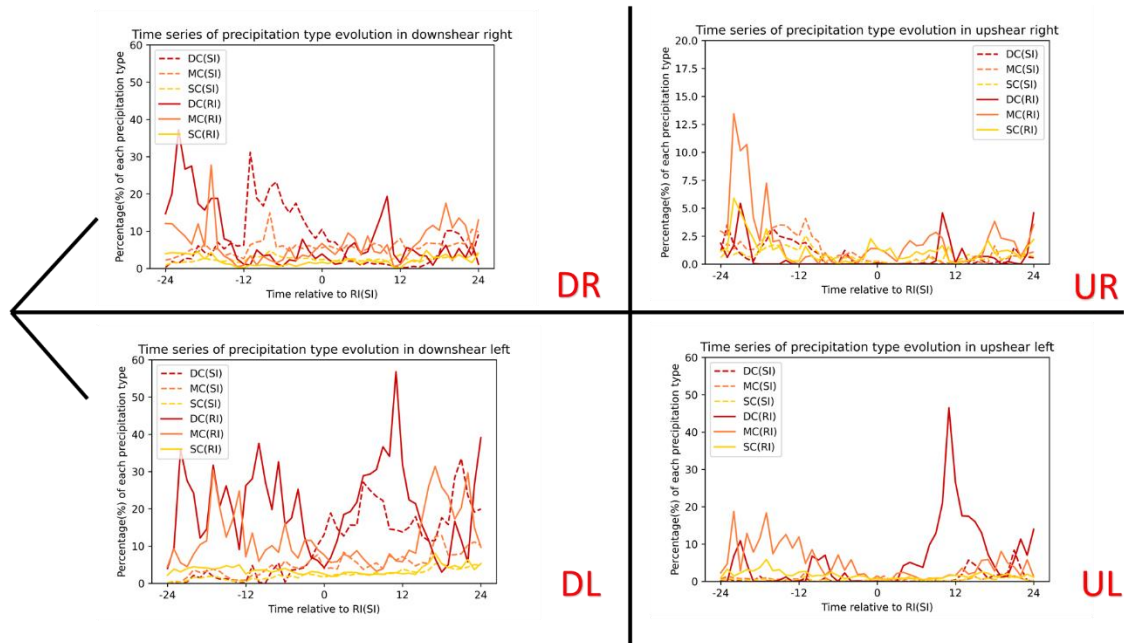 Time series of precipitation type evolution in downshear right
Percentage(%) of each precipitation type
60
50
40
30
20
10
0
DC(SI)
MC(SI)
SC(SI)
DC(RI)
MC(RI)
SC(RI)
-24 -12 0 12 24
Time relative to RI(SI)
DR
Time series of precipitation type evolution in upshear right
Percentage(%) of each precipitation type
20.0
17.5
15.0
12.5
10.0
7.5
5.0
2.5
0.0
DC(SI)
MC(SI)
SC(SI)
DC(RI)
MC(RI)
SC(RI)
-24 -12 0 12 24
Time relative to RI(SI)
UR
Time series of precipitation type evolution in downshear left
Percentage(%) of each precipitation type
60
50
40
30
20
10
0
DC(SI)
MC(SI)
SC(SI)
DC(RI)
MC(RI)
SC(RI)
-24 -12 0 12 24
Time relative to RI(SI)
DL
Time series of precipitation type evolution in upshear left
Percentage(%) of each precipitation type
60
50
40
30
20
10
0
DC(SI)
MC(SI)
SC(SI)
DC(RI)
MC(RI)
SC(RI)
-24 -12 0 12 24
Time relative to RI(SI)
UL